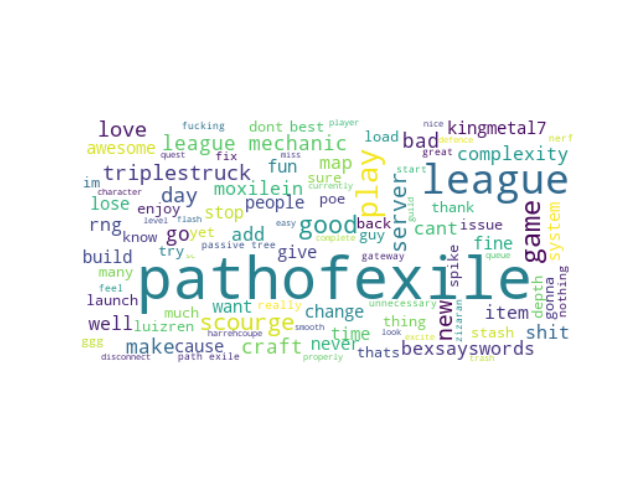 fucking
dont best
player
nice
love
kingmetal7
awesome
league mechanic
load
bad
great
defence
nerf
quest
fix
miss
fun
map
complexity
im
triplestruck
sure
play
server
league
character
currently
start
lose
enjoy
day
moxilein
people
poe
guild
thank
game
system
rng
level
flash
stop
good
back
cant
issue
know
go
yet
add
easy
complete
guy
fine
build
try
passive tree
give
gateway
spike
queue
many
feel
sc
pathofexile
depth
gonna
nothing
launch
much
want
really
change
unnecessary
new
zizaran
item
well
luizren
scourge
smooth
time
thing
look
stash
shit
ggg
make
cause
harrehcoupe
craft
never
excite
bexsayswords
disconnect
path exile
properly
thats
trash